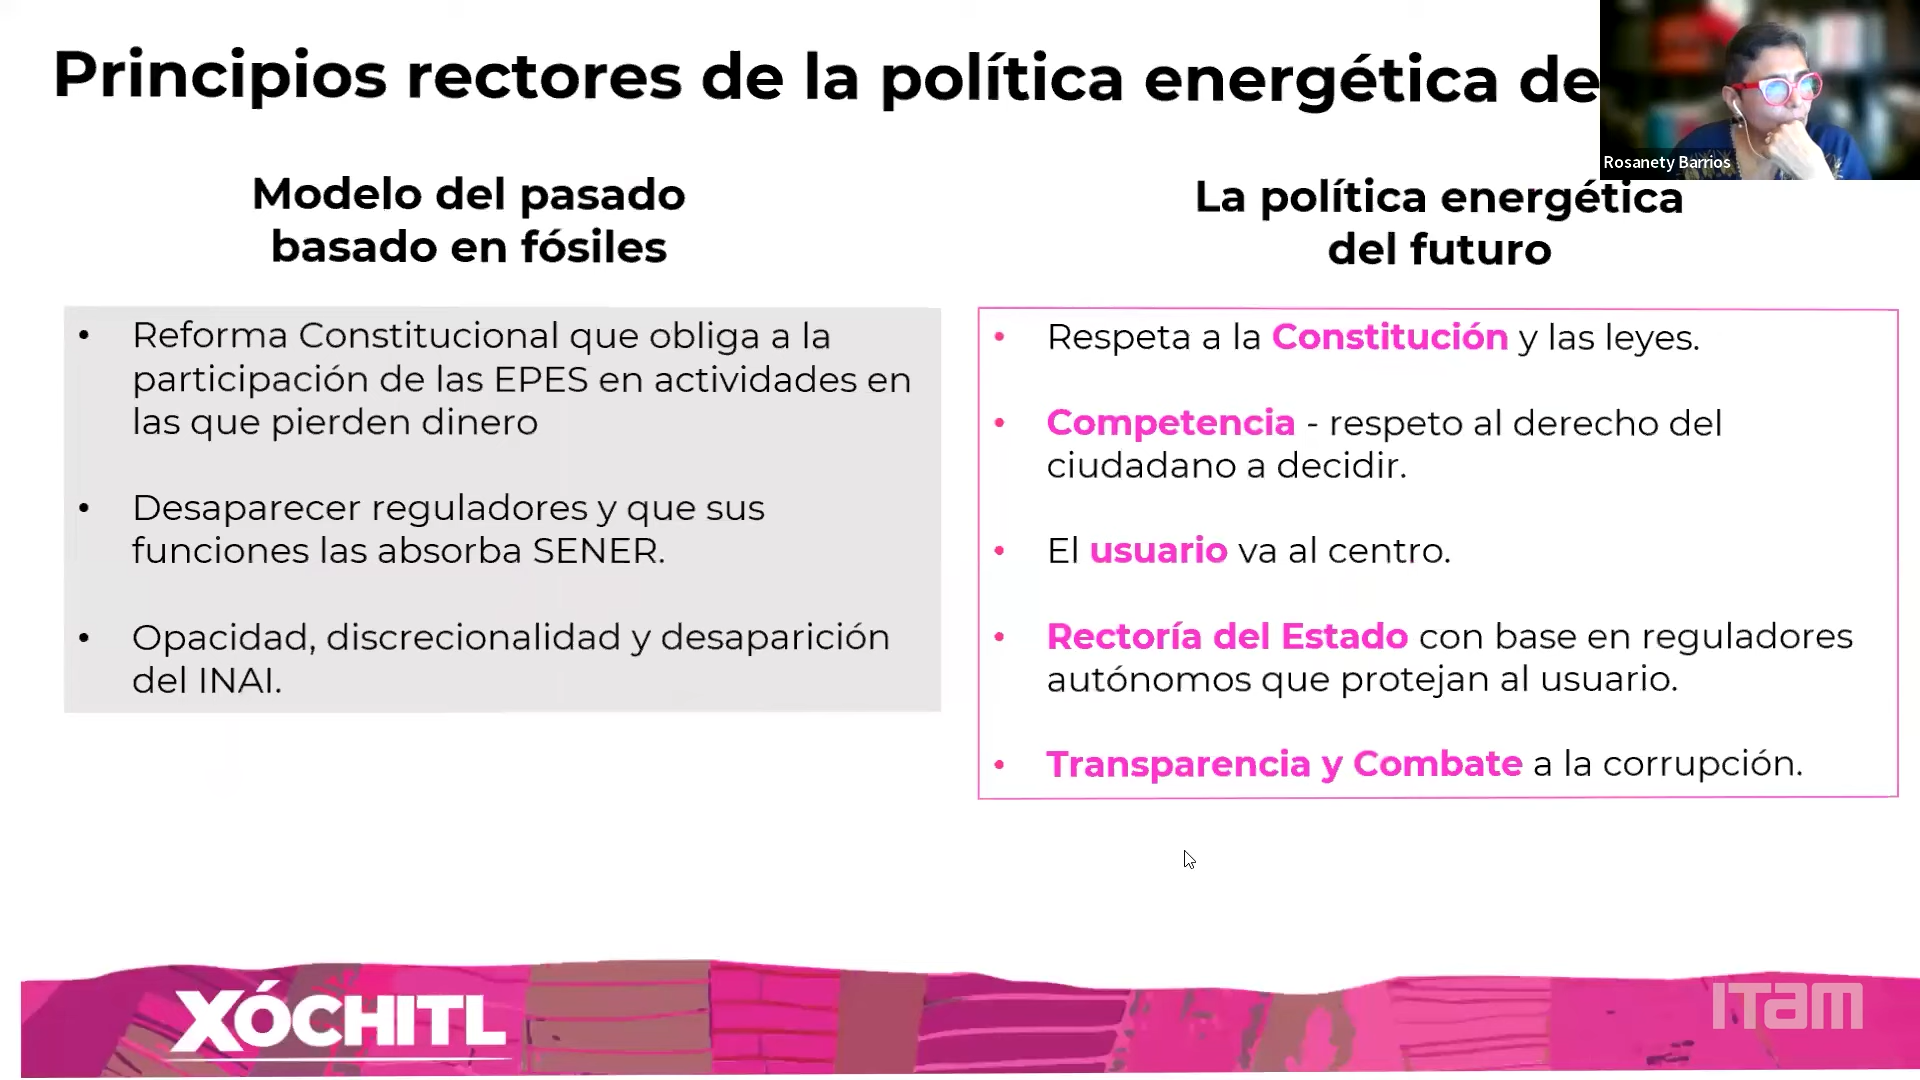 Principios rectores de la política energética de
Rosanety Barrios
Modelo del pasado
basado en fósiles
• Reforma Constitucional que obliga a la
participación de las EPES en actividades en
las que pierden dinero
• Desaparecer reguladores y que sus
funciones las absorba SENER.
• Opacidad, discrecionalidad y desaparición
del INAI.
La política energética
del futuro
• Respeta a la Constitución y las leyes.
• Competencia - respeto al derecho del
ciudadano a decidir.
• El usuario va al centro.
• Rectoría del Estado con base en reguladores
autónomos que protejan al usuario.
• Transparencia y Combate a la corrupción.
XÓCHITL
ITAM